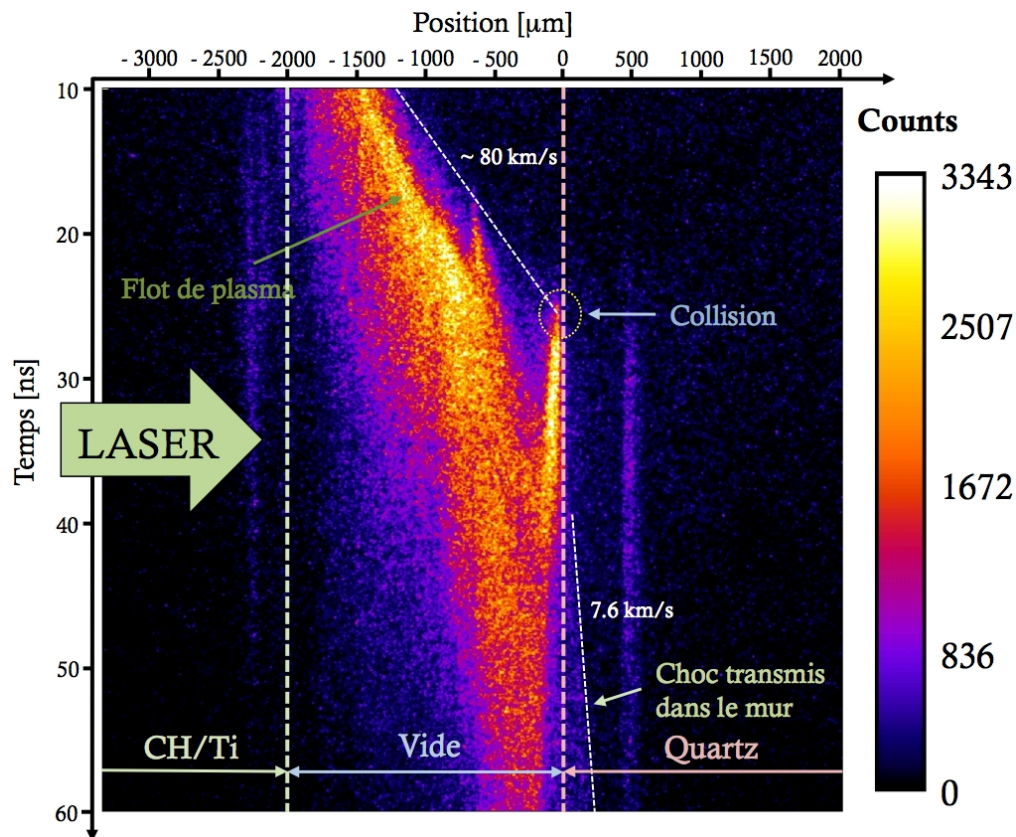 Position [μm]
- 3000 - 2500 - 2000 - 1500 - 1000 - 500 0 500 1000 1500 2000
10
Counts
3343
~ 80 km/s
20
Flot de plasma
Collision
2507
30
Temps [ns]
LASER
1672
40
7.6 km/s
836
50
Choc transmis
dans le mur
CH/Ti
Vide
Quartz
0
60